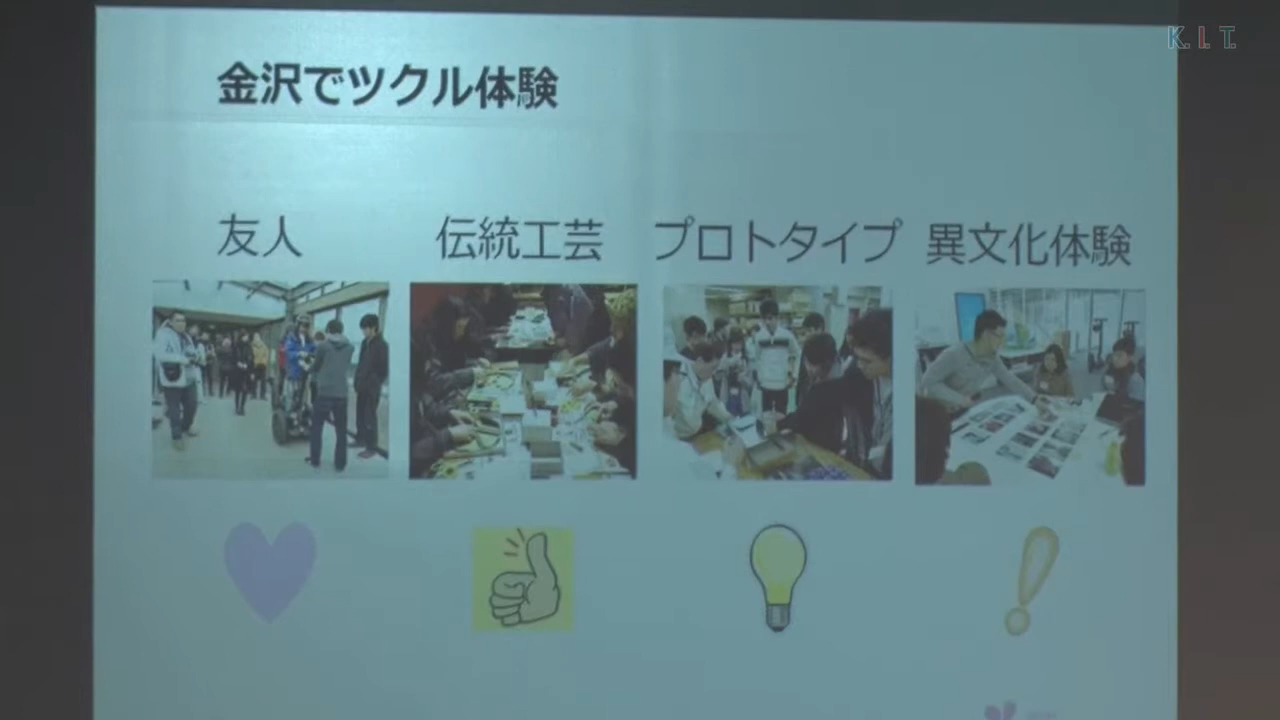 K.I.T.
金沢でツクル体験
友人
伝統工芸
プロトタイプ
異文化体験